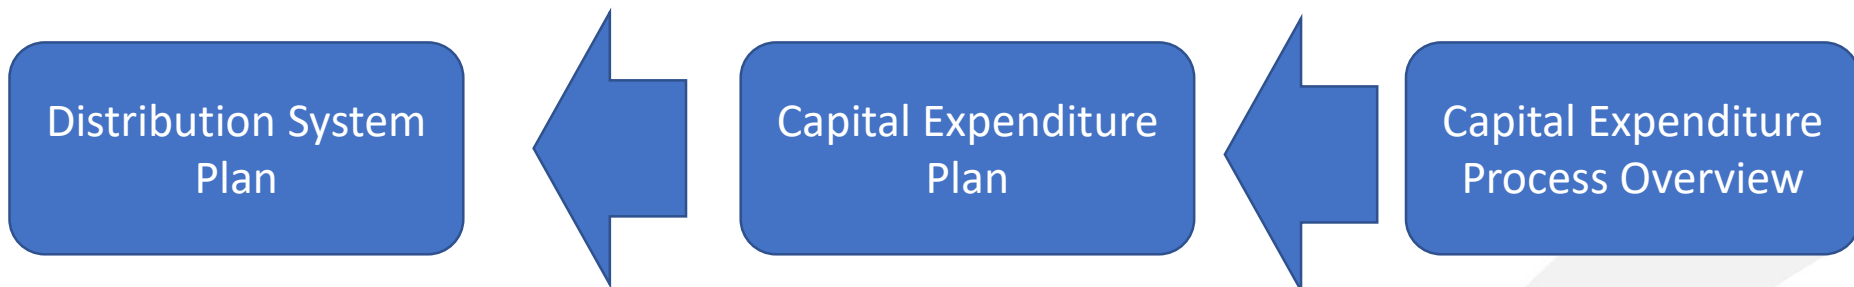 Distribution System
Plan
Capital Expenditure
Plan
Capital Expenditure
Process Overview